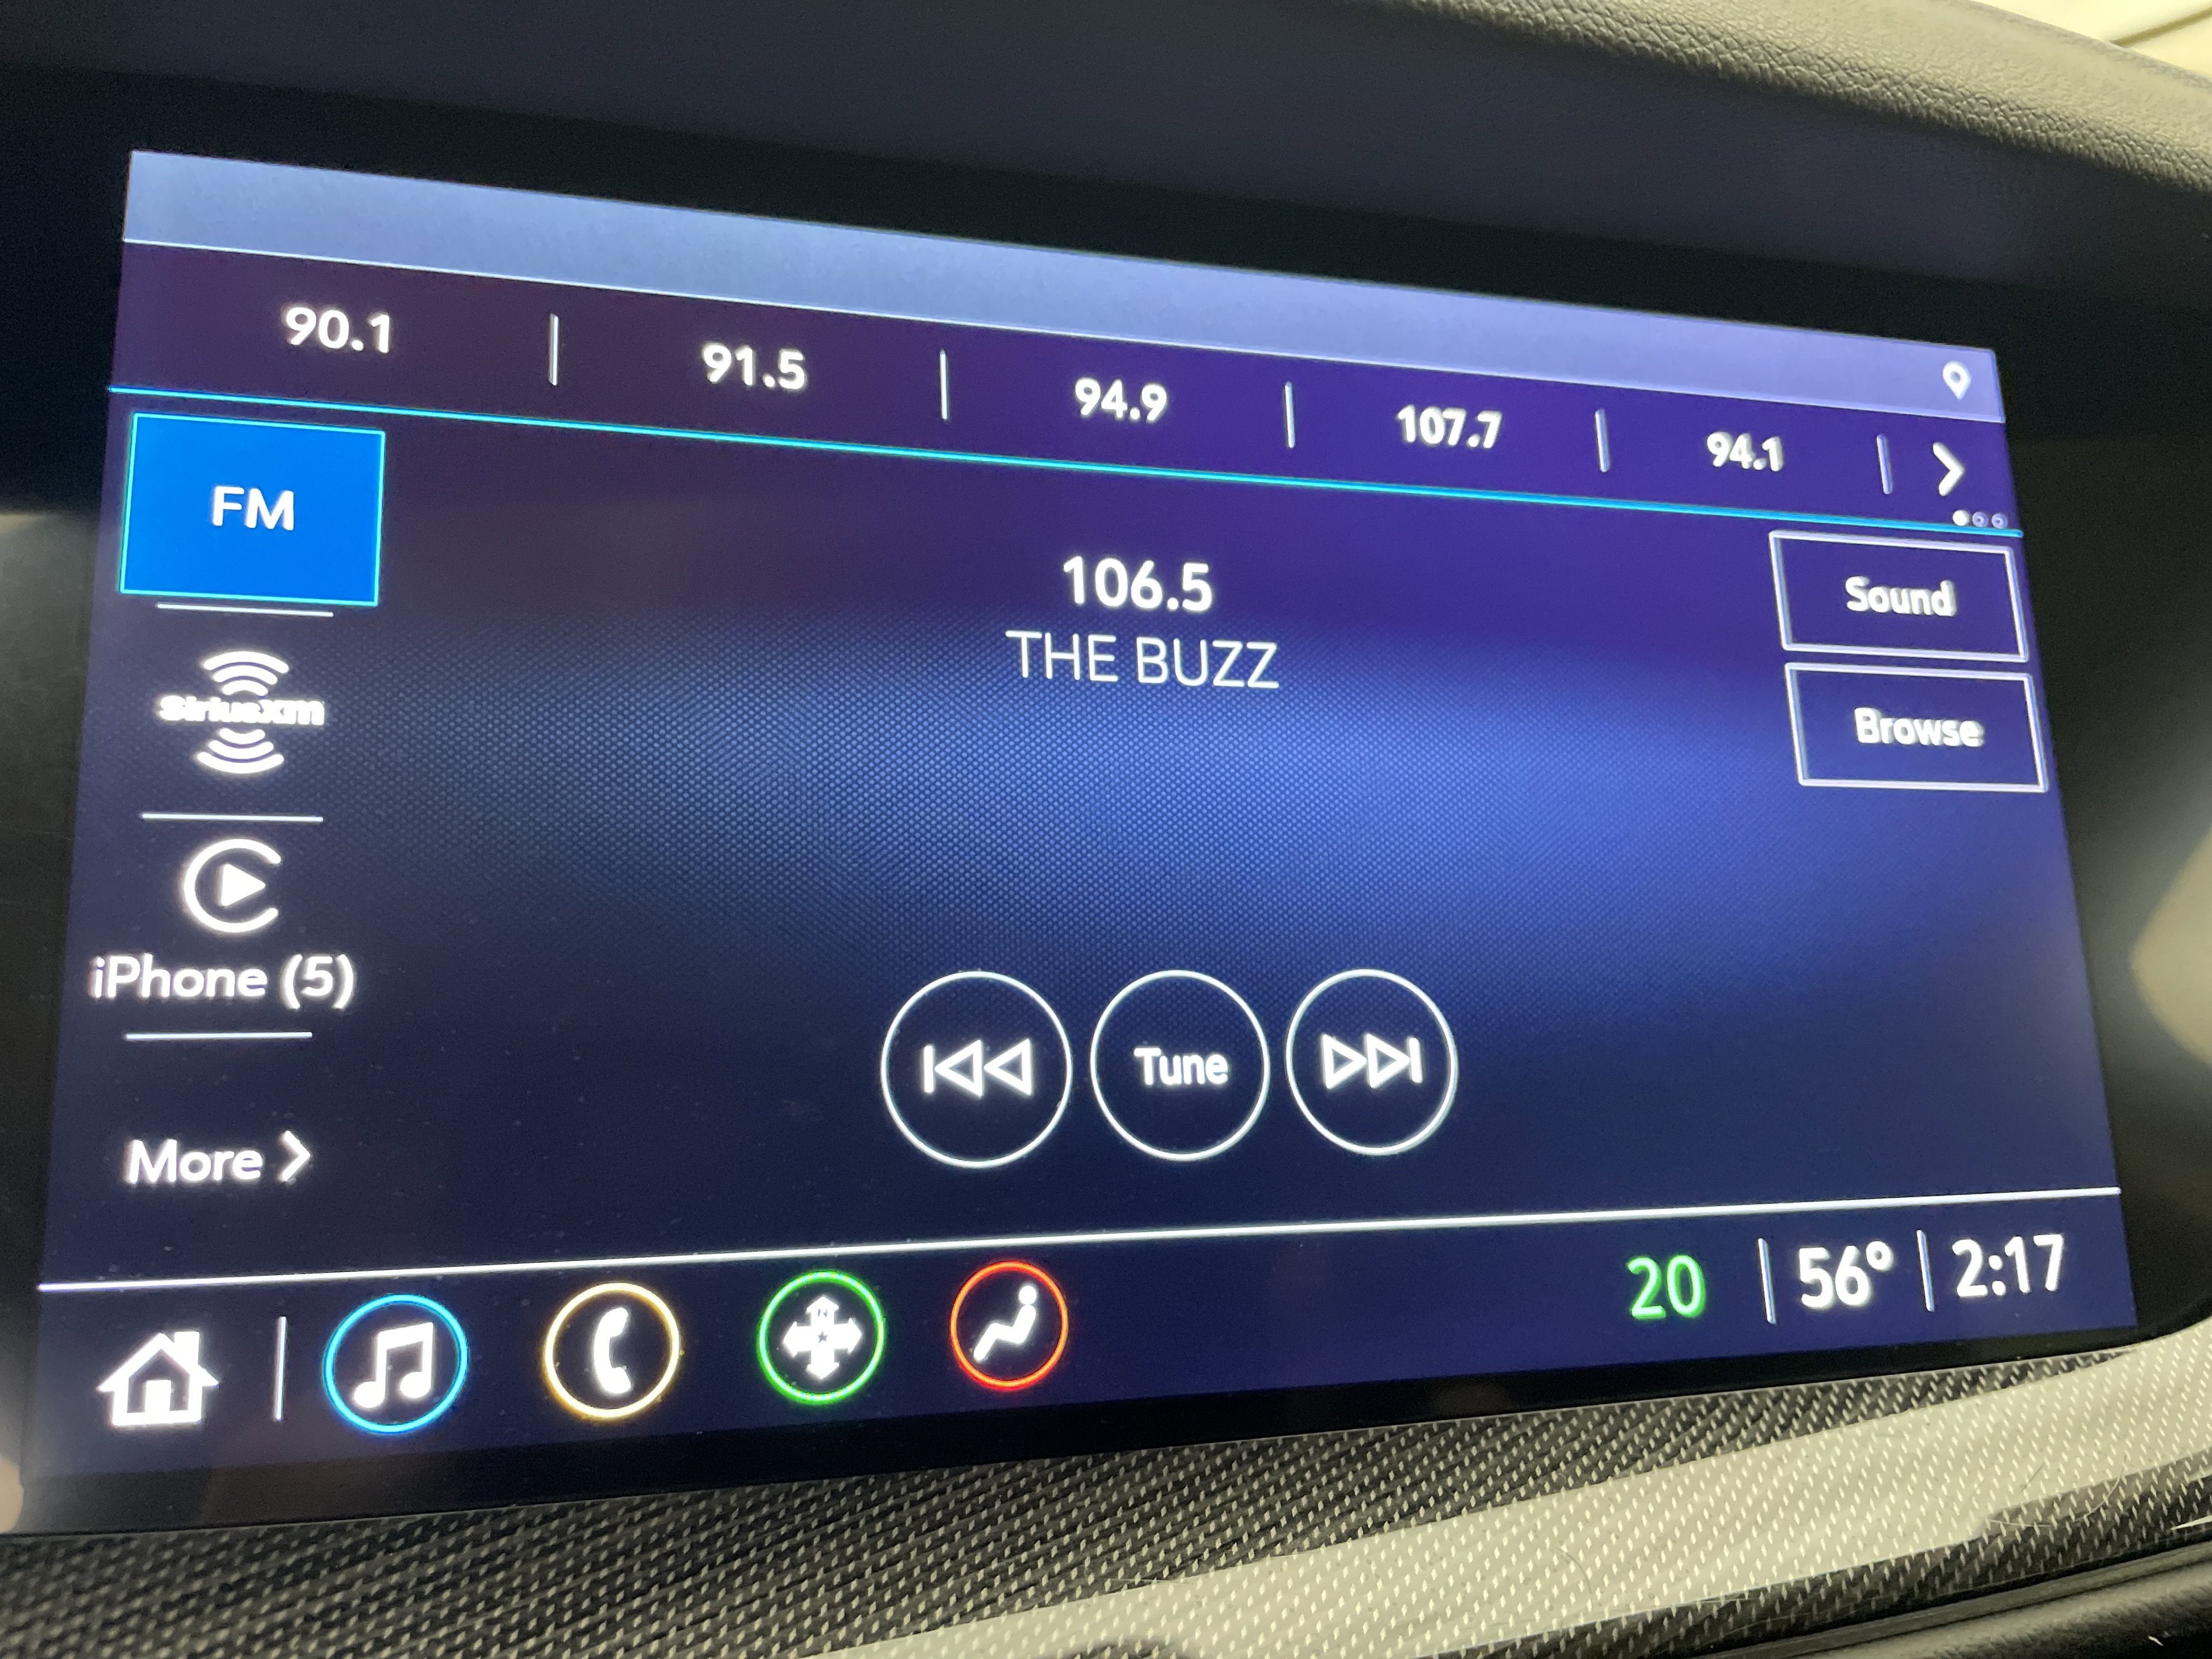 90.1
91.5
94.9
107.7
94.1
FM
106.5
THE BUZZ
Sound
Browse
SiriusXM
iPhone (5)
Tune
More
N
20
56°
2:17